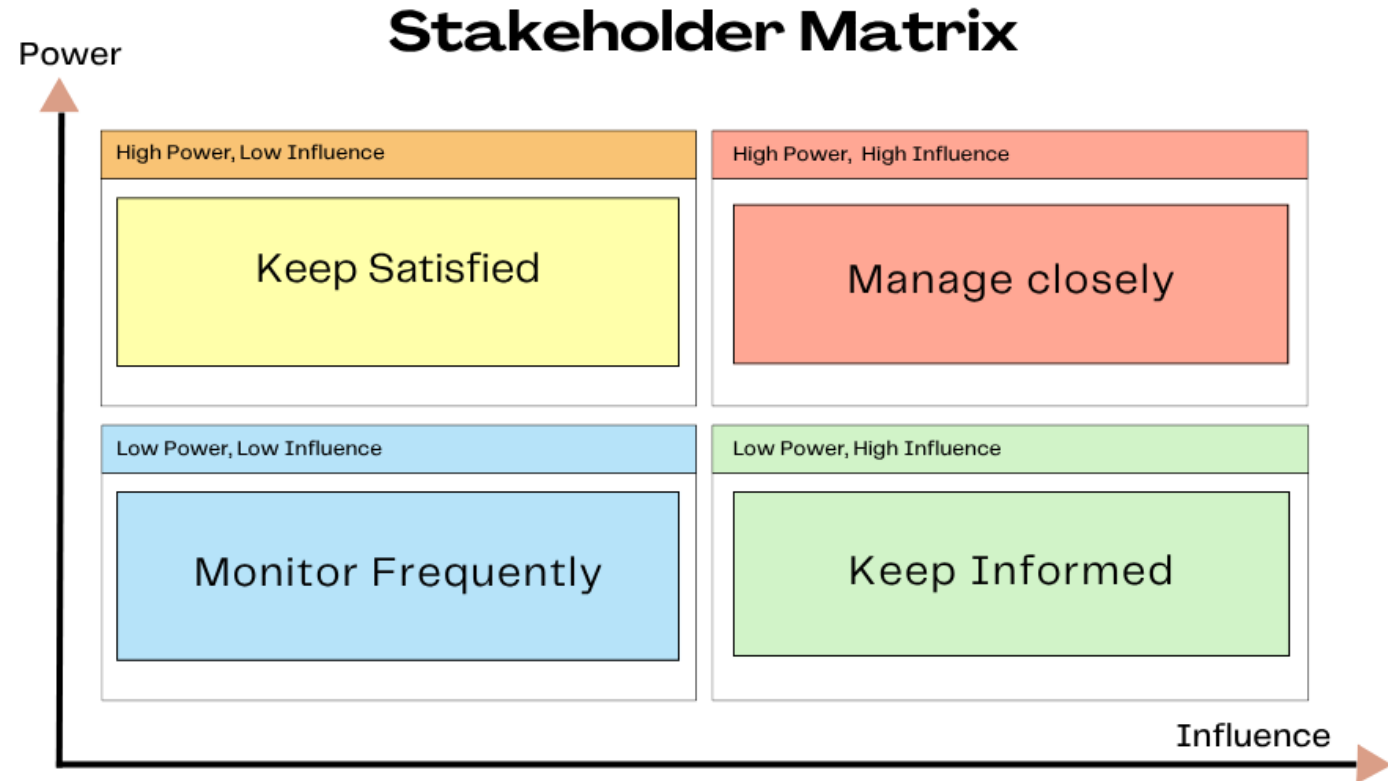 Stakeholder Matrix
Power
High Power, Low Influence
High Power, High Influence
Keep Satisfied
Manage closely
Low Power, Low Influence
Low Power, High Influence
Monitor Frequently
Keep Informed
Influence